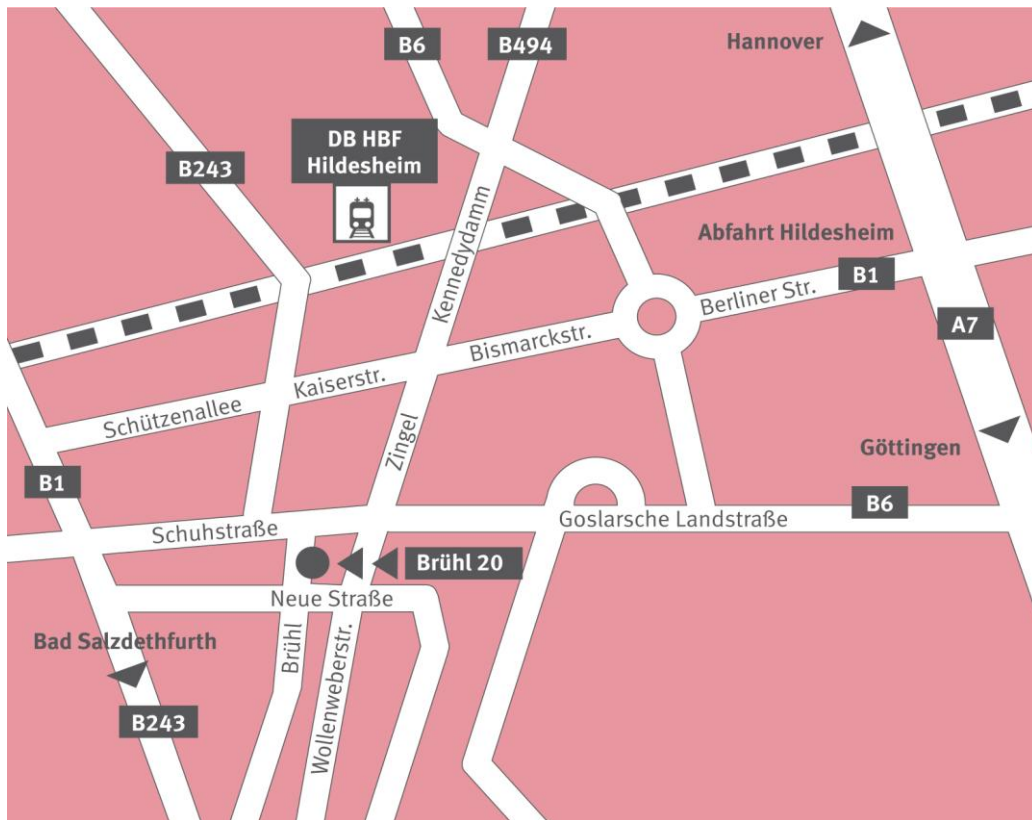 B6
B494
Hannover
DB HBF
Hildesheim
B243
Kennedydamm
Abfahrt Hildesheim
B1
Berliner Str.
A7
Bismarckstr.
Kaiserstr.
Schützenallee
Zingel
Göttingen
B1
B6
Goslarsche Landstraße
Schuhstraße
Brühl 20
Neue Straße
Brühl
Wollenweberstr.
Bad Salzdethfurth
B243